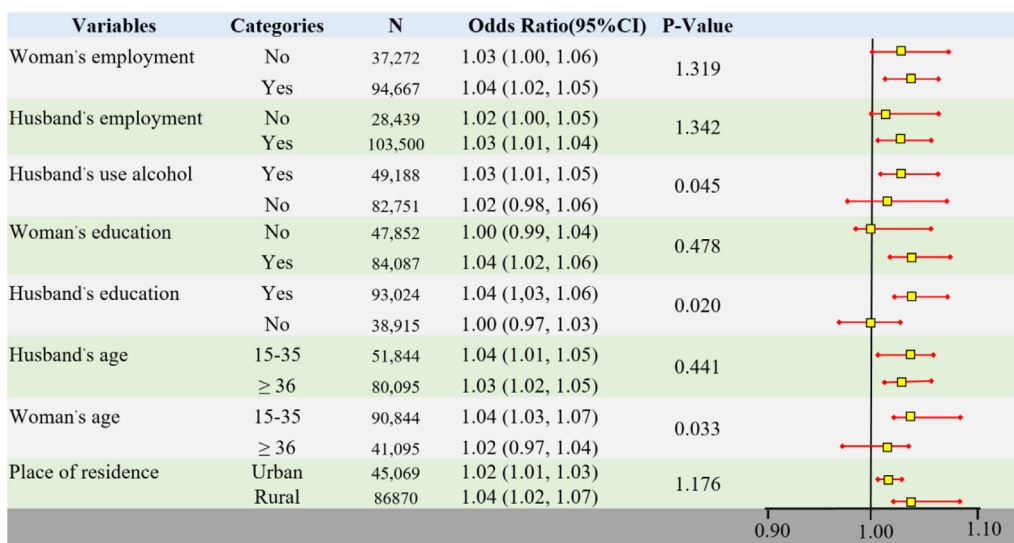 Variables Categories N Odds Ratio(95%CI) P-Value
Woman's employment No 37,272 1.03 (1.00, 1.06)
1.319
Yes 94,667 1.04 (1.02, 1.05)
Husband's employment No 28,439 1.02 (1.00, 1.05)
1.342
Yes 103,500 1.03 (1.01, 1.04)
Husband's use alcohol Yes 49,188 1.03 (1.01, 1.05)
0.045
No 82,751 1.02 (0.98, 1.06)
Woman's education No 47,852 1.00 (0.99, 1.04)
0.478
Yes 84,087 1.04 (1.02, 1.06)
Husband's education Yes 93,024 1.04 (1,03, 1.06)
0.020
No 38,915 1.00 (0.97, 1.03)
Husband's age 15-35 51,844 1.04 (1.01, 1.05)
0.441
≥ 36 80,095 1.03 (1.02, 1.05)
Woman's age 15-35 90,844 1.04 (1.03, 1.07)
0.033
≥ 36 41,095 1.02 (0.97, 1.04)
Place of residence Urban 45,069 1.02 (1.01, 1.03)
1.176
Rural 86870 1.04 (1.02, 1.07)
0.90 1.00 1.10